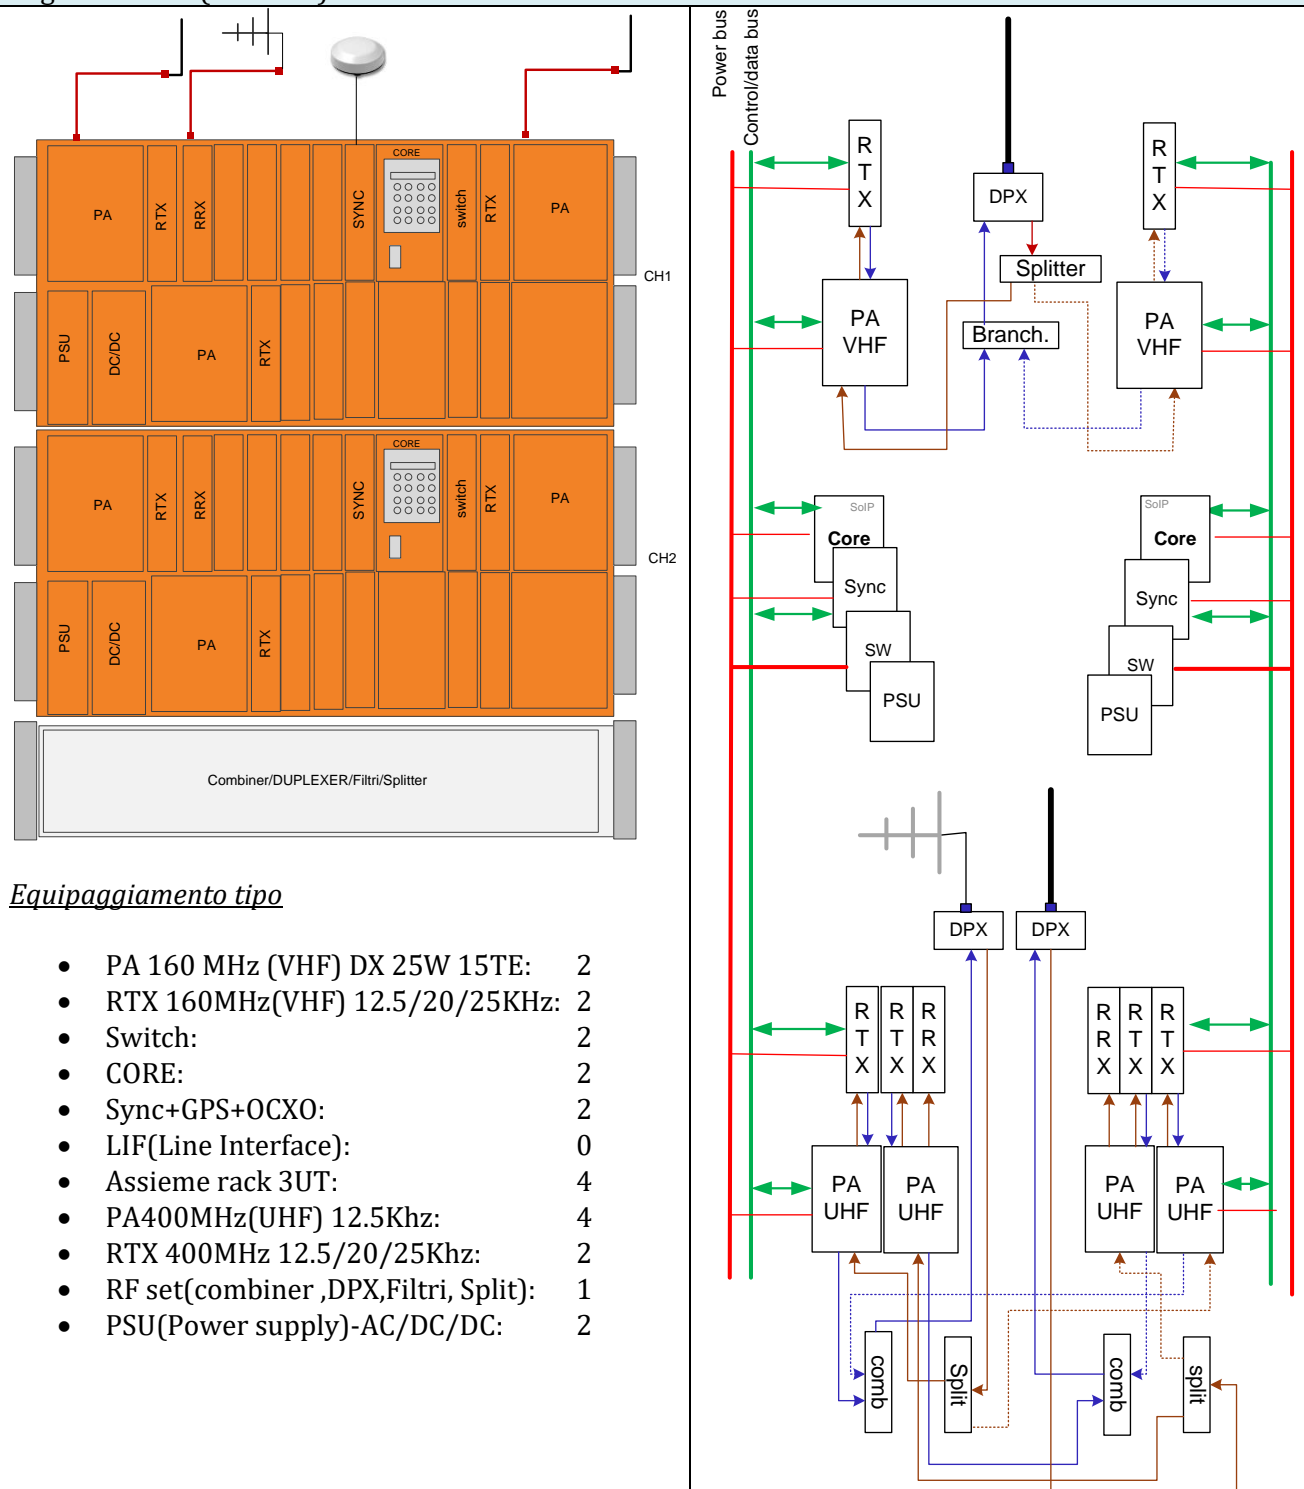 PA
RTX
RRX
SYNC
CORE
switch
RTX
PA
CH1
PSU
DC/DC
PA
RTX
PA
RTX
RRX
SYNC
CORE
switch
RTX
PA
CH2
PSU
DC/DC
PA
RTX
Combiner/DUPLEXER/Filtri/Splitter
Equipaggiamento tipo
• PA 160 MHz (VHF) DX 25W 15TE: 2
• RTX 160MHz(VHF) 12.5/20/25KHz: 2
• Switch: 2
• CORE: 2
• Sync+GPS+OCXO: 2
• LIF(Line Interface): 0
• Assieme rack 3UT: 4
• PA400MHz(UHF) 12.5Khz: 4
• RTX 400MHz 12.5/20/25Khz: 2
• RF set(combiner ,DPX,Filtri, Split): 1
• PSU(Power supply)-AC/DC/DC: 2
Power bus
Control/data bus
RTX
DPX
RTX
Splitter
PA
VHF
Branch.
PA
VHF
SoIP
Core
Sync
SW
PSU
SoIP
Core
Sync
SW
PSU
DPX
DPX
RTX
RTX
RRX
RRX
RTX
RTX
PA
UHF
PA
UHF
PA
UHF
PA
UHF
comb
Split
comb
split